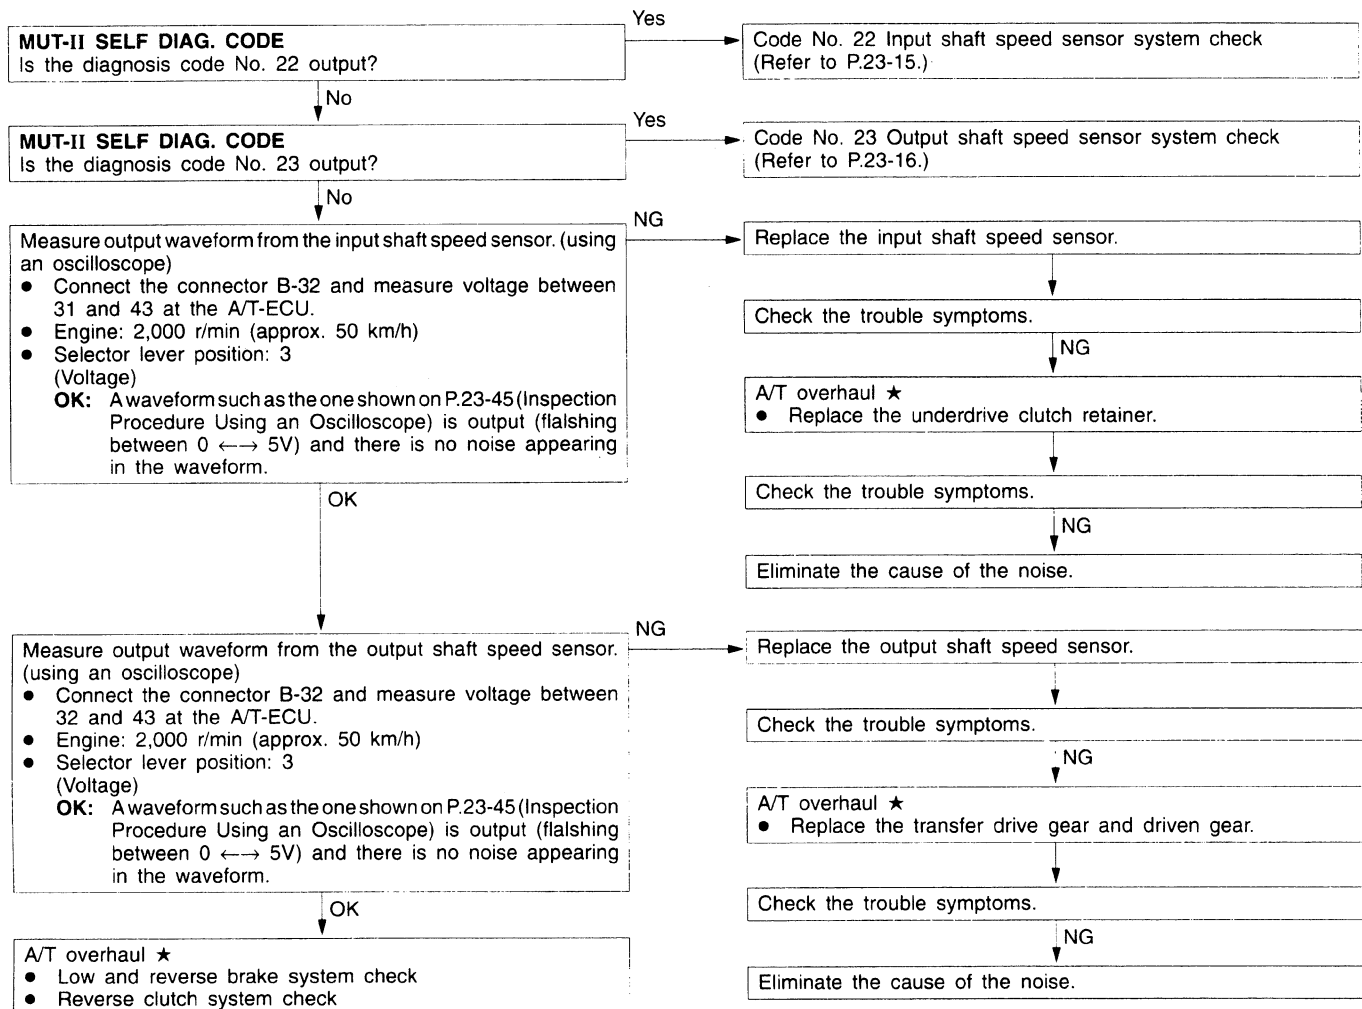 MUT-II SELF DIAG. CODE
Is the diagnosis code No. 22 output?
Yes
Code No. 22 Input shaft speed sensor system check
(Refer to P.23-15.)
No
MUT-II SELF DIAG. CODE
Is the diagnosis code No. 23 output?
Yes
Code No. 23 Output shaft speed sensor system check
(Refer to P.23-16.)
No
Measure output waveform from the input shaft speed sensor. (using
an oscilloscope)
● Connect the connector B-32 and measure voltage between
31 and 43 at the A/T-ECU.
● Engine: 2,000 r/min (approx. 50 km/h)
● Selector lever position: 3
(Voltage)
OK: A waveform such as the one shown on P.23-45 (Inspection
Procedure Using an Oscilloscope) is output (flalshing
between 0 ←→ 5V) and there is no noise appearing
in the waveform.
NG
Replace the input shaft speed sensor.
Check the trouble symptoms.
NG
A/T overhaul ★
● Replace the underdrive clutch retainer.
Check the trouble symptoms.
NG
Eliminate the cause of the noise.
OK
Measure output waveform from the output shaft speed sensor.
(using an oscilloscope)
● Connect the connector B-32 and measure voltage between
32 and 43 at the A/T-ECU.
● Engine: 2,000 r/min (approx. 50 km/h)
● Selector lever position: 3
(Voltage)
OK: A waveform such as the one shown on P.23-45 (Inspection
Procedure Using an Oscilloscope) is output (flalshing
between 0 ←→ 5V) and there is no noise appearing
in the waveform.
NG
Replace the output shaft speed sensor.
Check the trouble symptoms.
NG
A/T overhaul ★
● Replace the transfer drive gear and driven gear.
Check the trouble symptoms.
NG
Eliminate the cause of the noise.
OK
A/T overhaul ★
● Low and reverse brake system check
● Reverse clutch system check